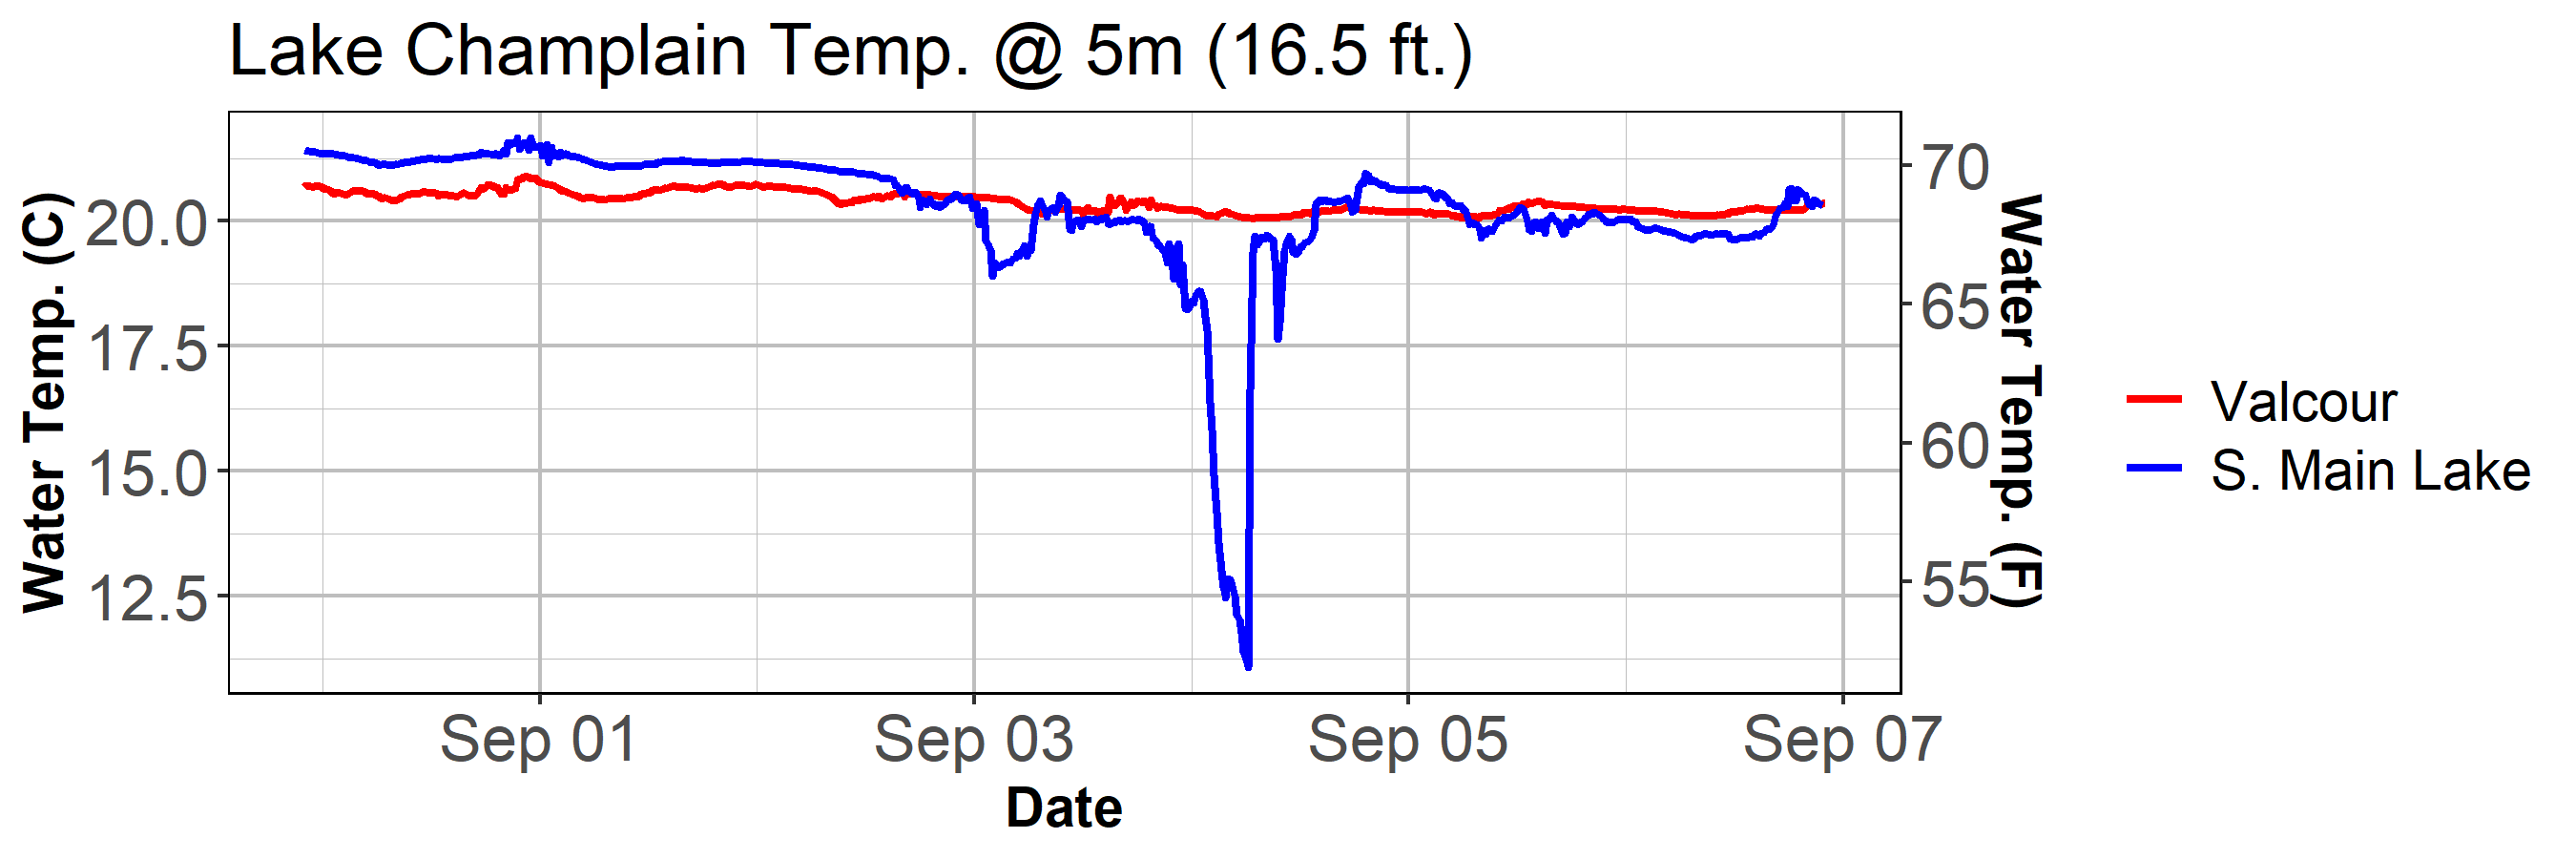 Lake Champlain Temp. @ 5m (16.5 ft.)
Water Temp. (C)
20.0
17.5
15.0
12.5
70
65
60
55
Water Temp. (F)
Sep 01
Sep 03
Sep 05
Sep 07
Date
Valcour
S. Main Lake